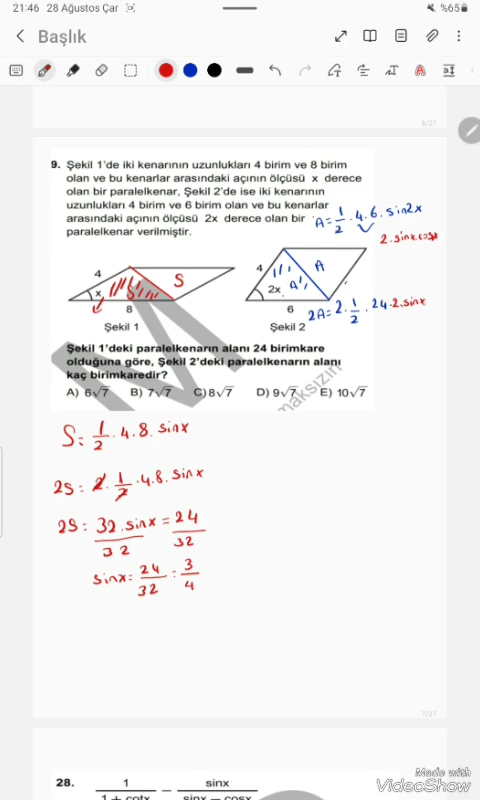 21:46 28 Ağustos Çar %65
Başlık
6/27
9. Şekil 1'de iki kenarının uzunlukları 4 birim ve 8 birim
olan ve bu kenarlar arasındaki açının ölçüsü x derece
olan bir paralelkenar, Şekil 2'de ise iki kenarının
uzunlukları 4 birim ve 6 birim olan ve bu kenarlar
arasındaki açının ölçüsü 2x derece olan bir
paralelkenar verilmiştir.
A = 1/2 . 4 . 6 . sin2x
2. sinx.cosx
4 x S 8
4 2x A A 6
2A = 2 . 1/2 . 24 . 2 . sinx
Şekil 1 Şekil 2
Şekil 1'deki paralelkenarın alanı 24 birimkare
olduğuna göre, Şekil 2'deki paralelkenarın alanı
kaç birimkaredir?
A) 6√7 B) 7√7 C) 8√7 D) 9√7 E) 10√7
S = 1/2 . 4 . 8 . sinx
2S = 2 . 1/2 . 4 . 8 . sinx
2S = 32 . sinx / 32 = 24 / 32
sinx = 24/32 = 3/4
7/27
Made with
VideoShow
28. 1 / 1 + cotx − sinx / sinx − cosx